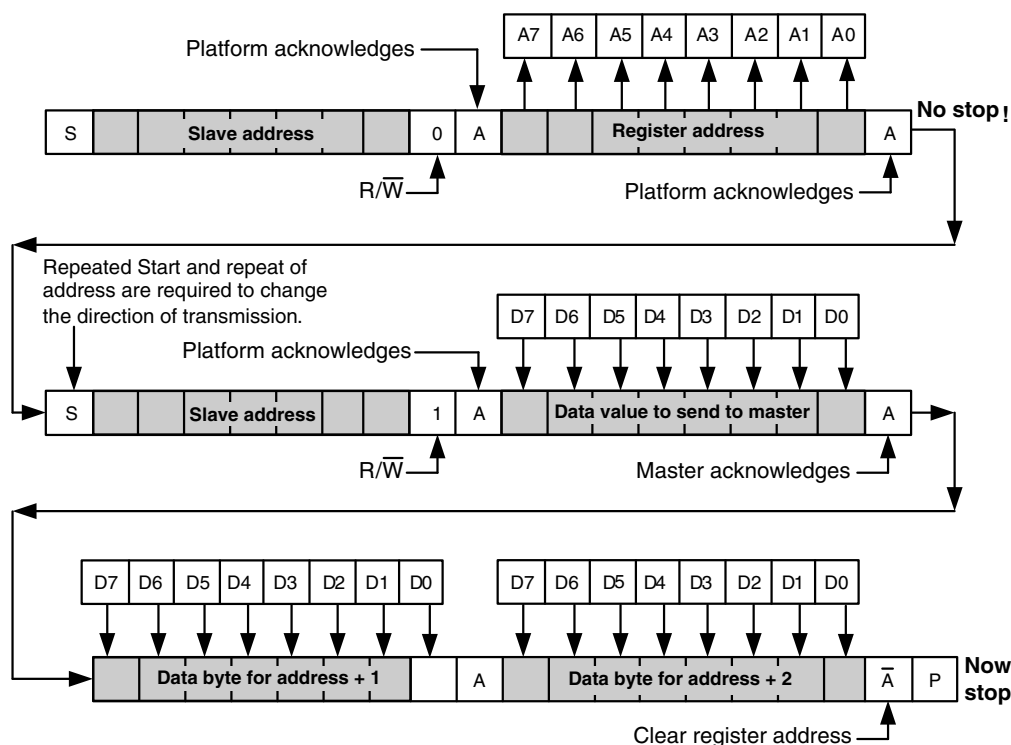 A7 A6 A5 A4 A3 A2 A1 A0
Platform acknowledges
S Slave address 0 A Register address A No stop!
R/W̅
Platform acknowledges
Repeated Start and repeat of
address are required to change
the direction of transmission.
D7 D6 D5 D4 D3 D2 D1 D0
Platform acknowledges
S Slave address 1 A Data value to send to master A
R/W̅
Master acknowledges
D7 D6 D5 D4 D3 D2 D1 D0 D7 D6 D5 D4 D3 D2 D1 D0
Data byte for address + 1 A Data byte for address + 2 A̅ P Now
stop
Clear register address